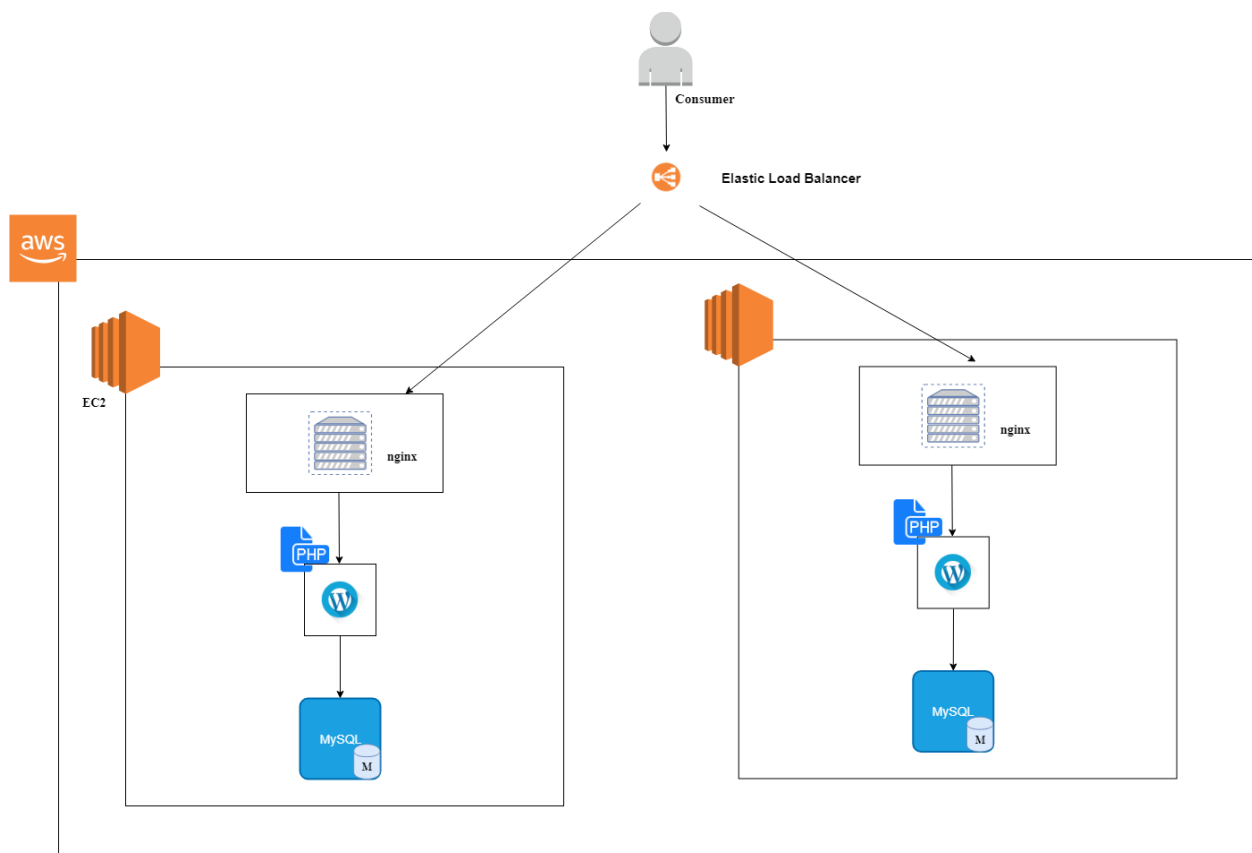 Consumer
Elastic Load Balancer
aws
EC2
nginx
nginx
PHP
PHP
MySQL
M
MySQL
M